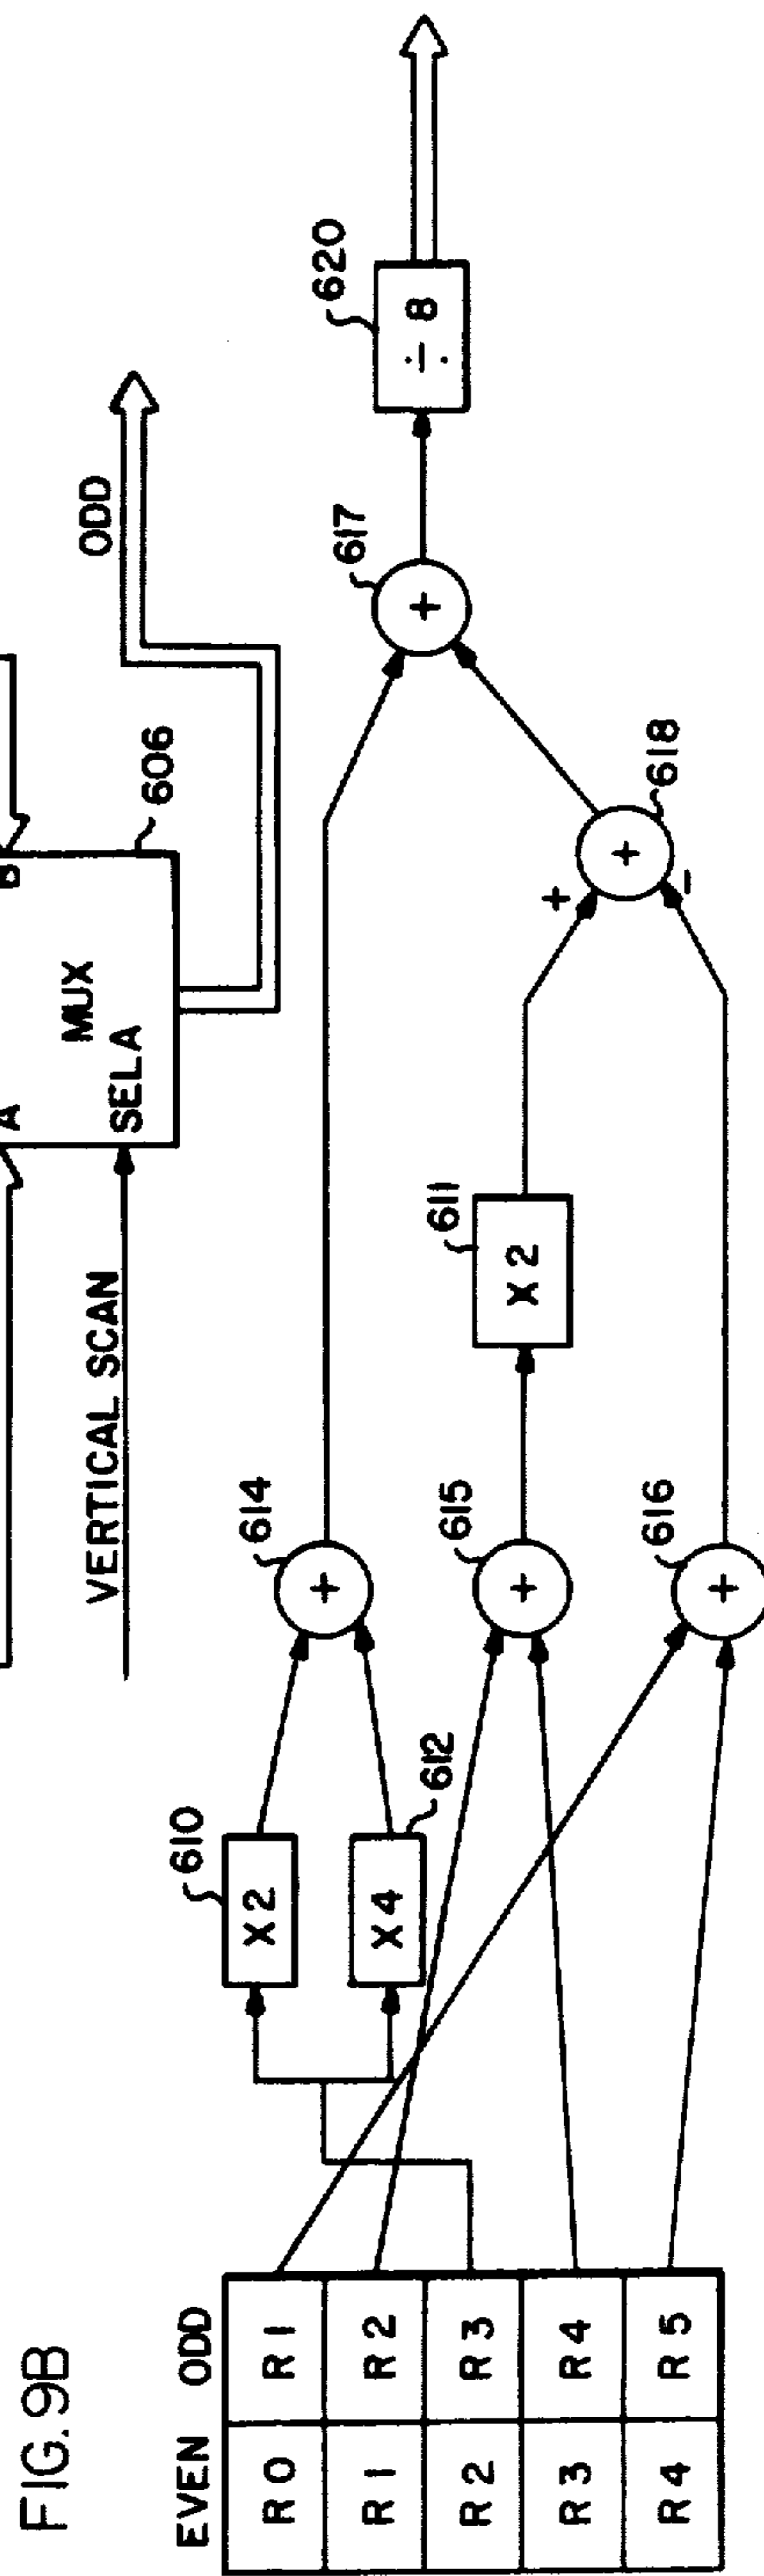 FIG. 9B
A
B
MUX
SELA
606
VERTICAL SCAN
ODD
EVEN ODD
R0 R1
R1 R2
R2 R3
R3 R4
R4 R5
610
X2
612
X4
614
+
615
+
616
+
611
X2
+
-
618
+
617
+
620
÷ 8